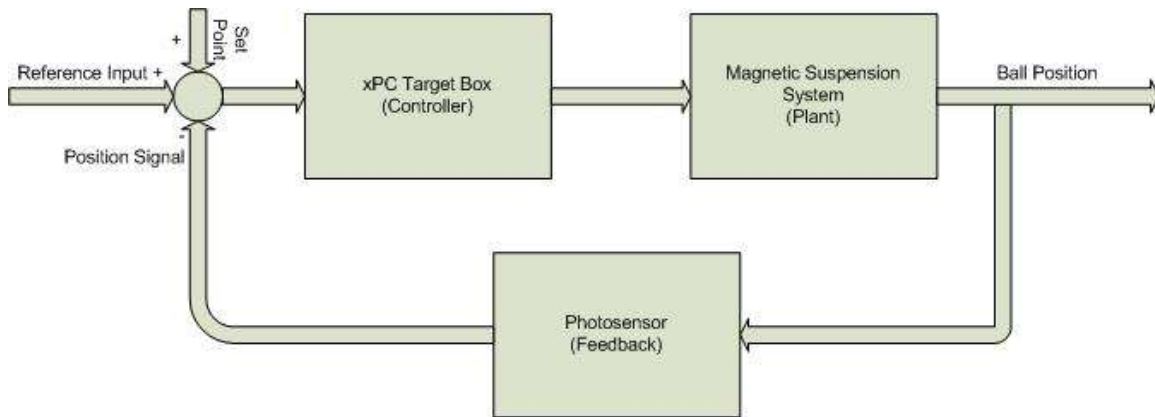 +
Set
Point
Reference Input +
xPC Target Box
(Controller)
Magnetic Suspension
System
(Plant)
Ball Position
-
Position Signal
Photosensor
(Feedback)